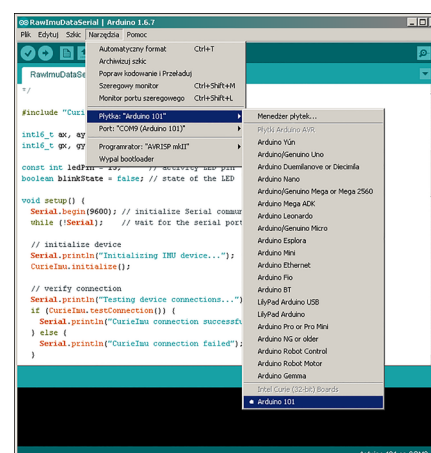 RawImuDataSerial | Arduino 1.6.7
Plik Edytuj Szkic Narzędzia Pomoc
Automatyczny format Ctrl+T
Archiwizuj szkic
Popraw kodowanie i Przeładuj
Szeregowy monitor Ctrl+Shift+M
Monitor portu szeregowego Ctrl+Shift+L
Płytka: "Arduino 101"
Port: "COM9 (Arduino 101)"
Programator: "AVRISP mkII"
Wypal bootloader
Menedżer płytek...
Płytki Arduino AVR
Arduino Yún
Arduino/Genuino Uno
Arduino Duemilanove or Diecimila
Arduino Nano
Arduino/Genuino Mega or Mega 2560
Arduino Mega ADK
Arduino Leonardo
Arduino/Genuino Micro
Arduino Esplora
Arduino Mini
Arduino Ethernet
Arduino Fio
Arduino BT
LilyPad Arduino USB
LilyPad Arduino
Arduino Pro or Pro Mini
Arduino NG or older
Arduino Robot Control
Arduino Robot Motor
Arduino Gemma
Intel Curie (32-bit) Boards
Arduino 101
RawImuDataSe
*/
#include "Curi
int16_t ax, ay
int16_t gx, gy
const int ledPin = 13; // activity LED pin
boolean blinkState = false; // state of the LED
void setup() {
Serial.begin(9600); // initialize Serial commun
while (!Serial); // wait for the serial port
// initialize device
Serial.println("Initializing IMU device...");
CurieImu.initialize();
// verify connection
Serial.println("Testing device connections...")
if (CurieImu.testConnection()) {
Serial.println("CurieImu connection successfu
} else {
Serial.println("CurieImu connection failed");
}